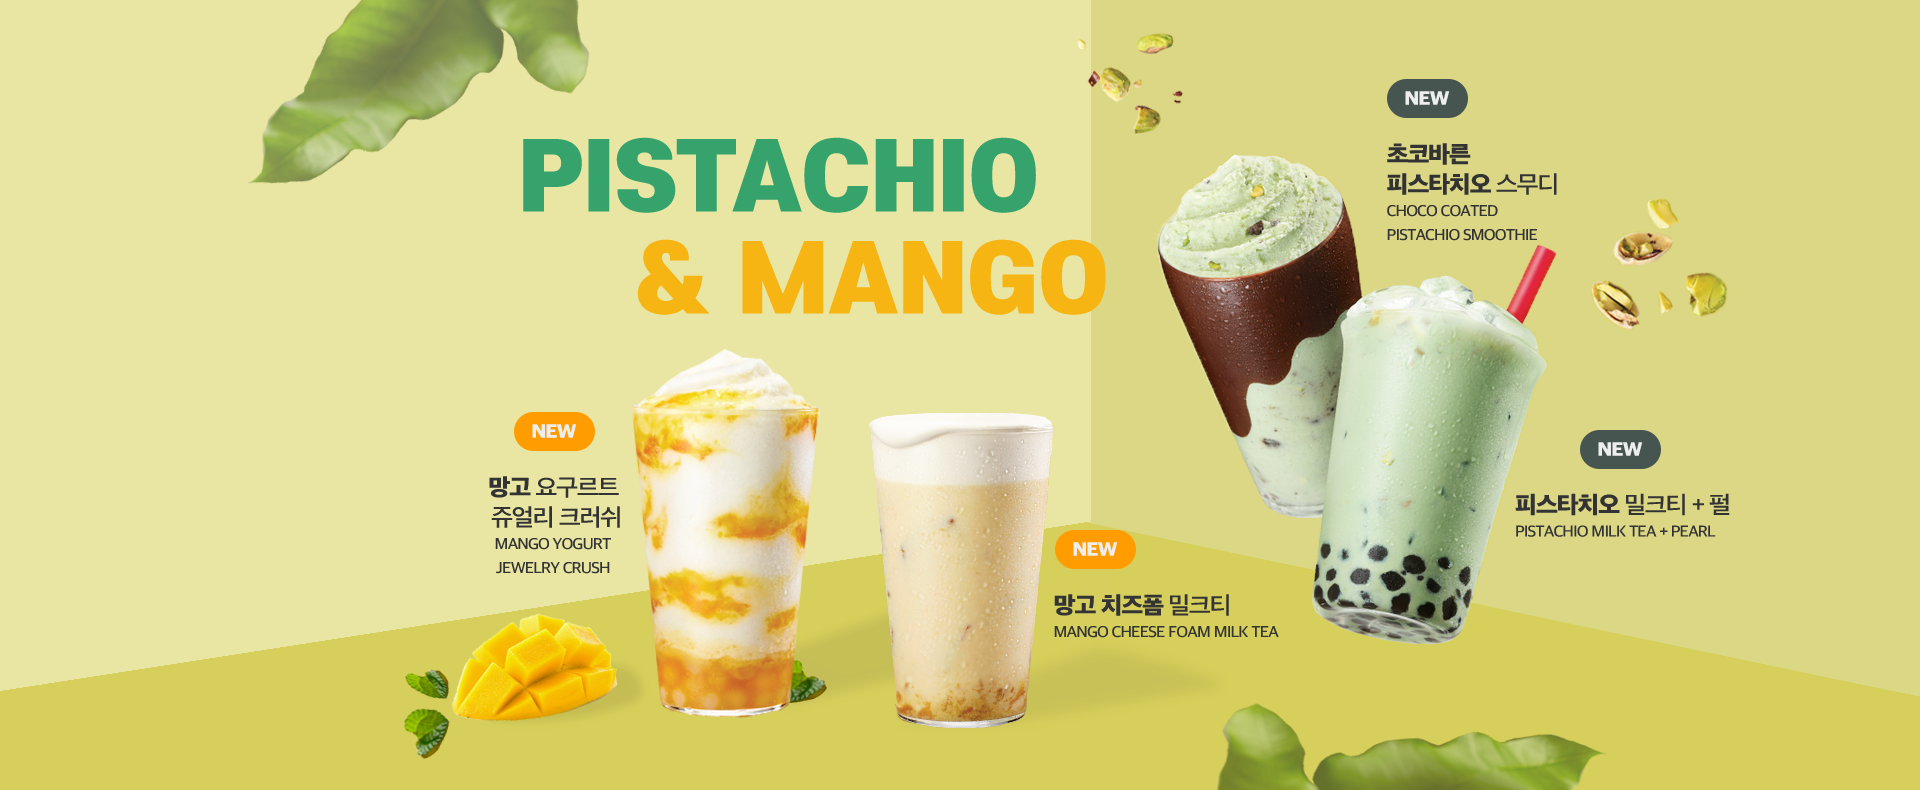 PISTACHIO
& MANGO
NEW
망고 요구르트
쥬얼리 크러쉬
MANGO YOGURT
JEWELRY CRUSH
NEW
망고 치즈폼 밀크티
MANGO CHEESE FOAM MILK TEA
NEW
초코바른
피스타치오 스무디
CHOCO COATED
PISTACHIO SMOOTHIE
NEW
피스타치오 밀크티 + 펄
PISTACHIO MILK TEA + PEARL